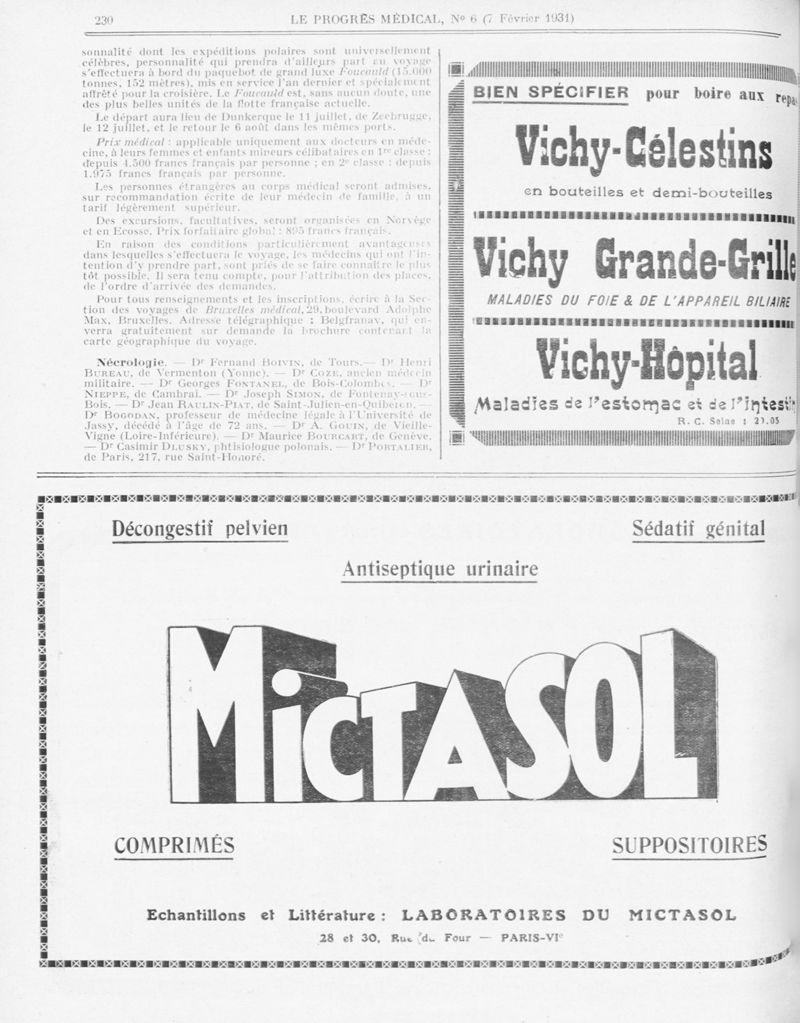 230
LE PROGRÈS MÉDICAL, No 6 (7 Février 1931)
sonnalité dont les expéditions polaires sont universellement
célèbres, personnalité qui prendra d'ailleurs part au voyage
s'effectuera à bord du paquebot de grand luxe Foucauld (15.000
tonnes, 152 mètres), mis en service l'an dernier et spécialement
affrété pour la croisière. Le Foucauld est, sans aucun doute, une
des plus belles unités de la flotte française actuelle.
Le départ aura lieu de Dunkerque le 11 juillet, de Zeebrugge,
le 12 juillet, et le retour le 6 août dans les mêmes ports.
Prix médical : applicable uniquement aux docteurs en méde-
cine, à leurs femmes et enfants mineurs célibataires en 1re classe :
depuis 4.500 francs français par personne ; en 2e classe : depuis
1.975 francs français par personne.
Les personnes étrangères au corps médical seront admises,
sur recommandation écrite de leur médecin de famille, à un
tarif légèrement supérieur.
Des excursions, facultatives, seront organisées en Norvège
et en Ecosse. Prix forfaitaire global : 895 francs français.
En raison des conditions particulièrement avantageuses
dans lesquelles s'effectuera le voyage, les médecins qui ont l'in-
tention d'y prendre part, sont priés de se faire connaître le plus
tôt possible. Il sera tenu compte, pour l'attribution des places,
de l'ordre d'arrivée des demandes.
Pour tous renseignements et les inscriptions, écrire à la Sec-
tion des voyages de Bruxelles médical, 29, boulevard Adolphe
Max, Bruxelles. Adresse télégraphique : Belgfranav, qui en-
verra gratuitement sur demande la brochure contenant la
carte géographique du voyage.
Nécrologie. — Dr Fernand BOIVIN, de Tours.— Dr Henri
BUREAU, de Vermenton (Yonne). — Dr COZE, ancien médecin
militaire. — Dr Georges FONTANEL, de Bois-Colombes. — Dr
NIEPPE, de Cambrai. — Dr Joseph SIMON, de Fontenay-sous-
Bois. — Dr Jean RAULIN-PIAT, de Saint-Julien-en-Quiberon. —
Dr BOGODAN, professeur de médecine légale à l'Université de
Jassy, décédé à l'âge de 72 ans. — Dr A. GOUIN, de Vieille-
Vigne (Loire-Inférieure). — Dr Maurice BOURCART, de Genève.
— Dr Casimir DLUSKY, phtisiologue polonais. — Dr PORTALIER,
de Paris, 217, rue Saint-Honoré.
BIEN SPÉCIFIER pour boire aux repa
Vichy-Célestins
en bouteilles et demi-bouteilles
Vichy Grande-Grille
MALADIES DU FOIE & DE L'APPAREIL BILIAIRE
Vichy-Hôpital
Maladies de l'estomac et de l'intesti
R. C. Seine :
Décongestif pelvien
Sédatif génital
Antiseptique urinaire
MICTASOL
COMPRIMÉS
SUPPOSITOIRES
Echantillons et Littérature : LABORATOIRES DU MICTASOL
28 et 30, Rue du Four — PARIS-VIe